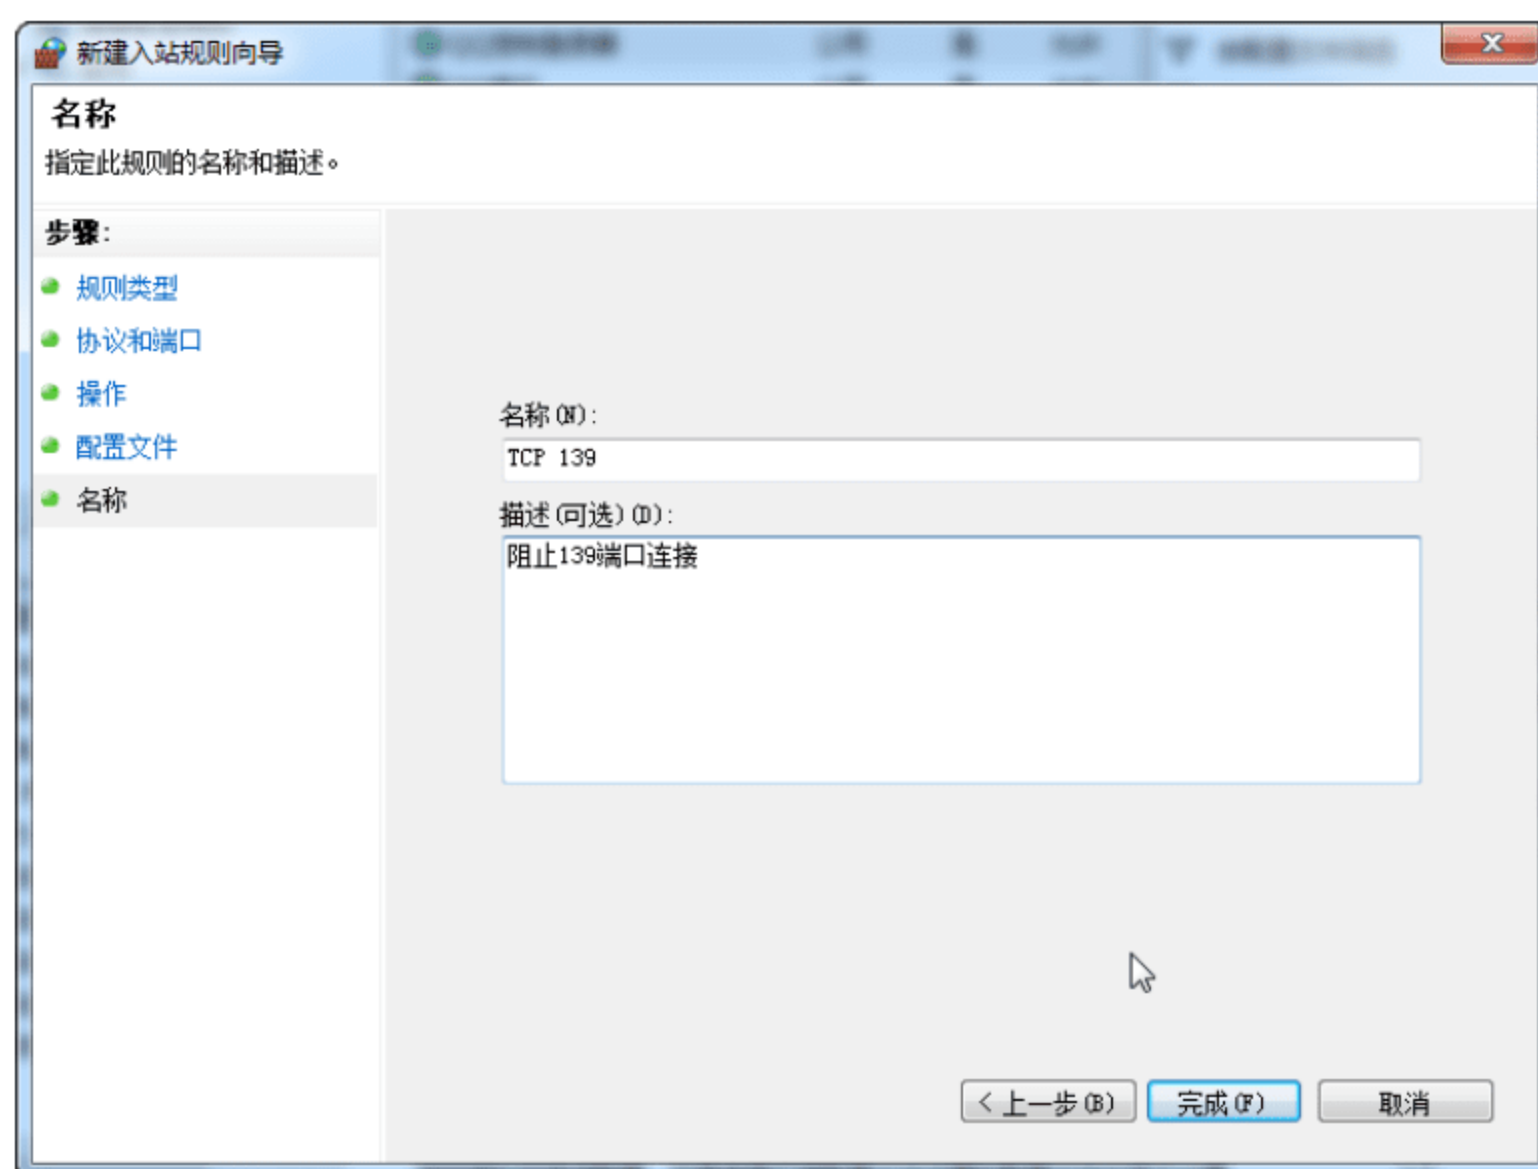 新建入站规则向导
名称
指定此规则的名称和描述。
步骤:
规则类型
协议和端口
操作
配置文件
名称
名称(N):
TCP 139
描述(可选)(D):
阻止139端口连接
< 上一步(B)
完成(F)
取消